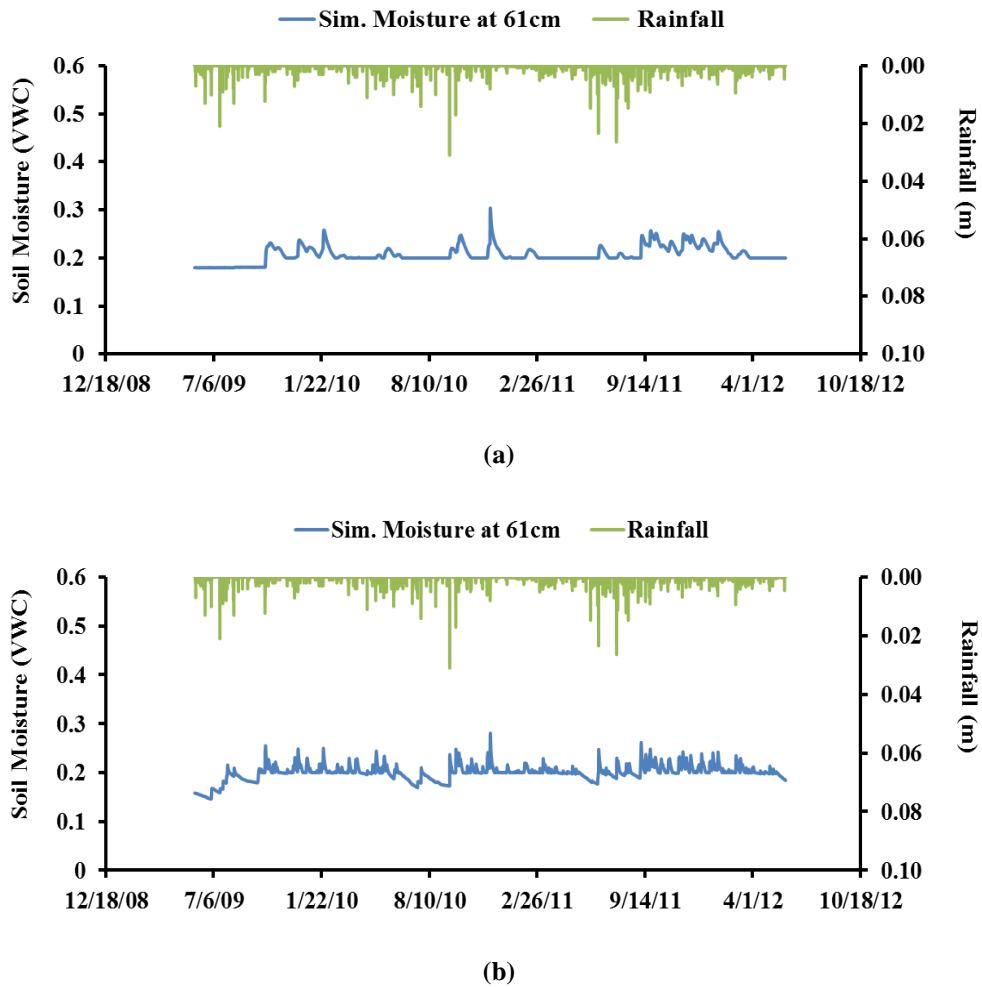 Sim. Moisture at 61cm Rainfall
0.6 0.00
0.5 0.02
0.4 0.04
0.3 0.06
0.2 0.08
0.1 0.10
0
Soil Moisture (VWC)
Rainfall (m)
12/18/08 7/6/09 1/22/10 8/10/10 2/26/11 9/14/11 4/1/12 10/18/12
(a)
Sim. Moisture at 61cm Rainfall
0.6 0.00
0.5 0.02
0.4 0.04
0.3 0.06
0.2 0.08
0.1 0.10
0
Soil Moisture (VWC)
Rainfall (m)
12/18/08 7/6/09 1/22/10 8/10/10 2/26/11 9/14/11 4/1/12 10/18/12
(b)